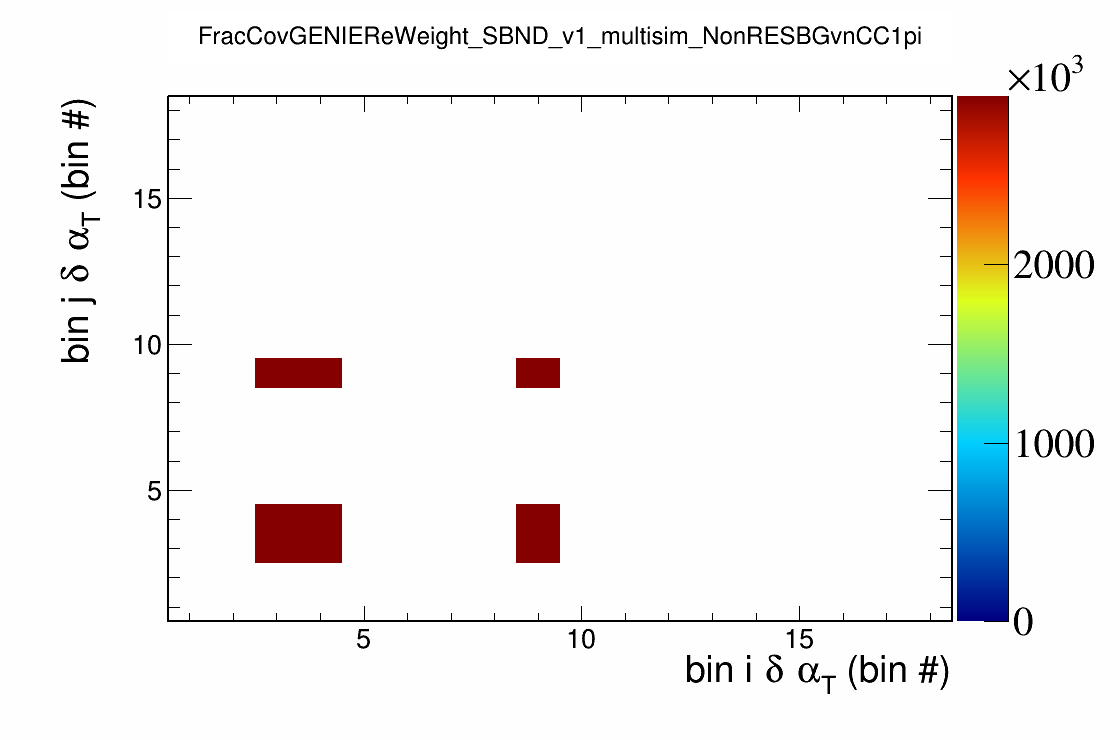 FracCovGENIEReWeight_SBND_v1_multisim_NonRESBGvnCC1pi
×10³
bin j δ α_T (bin #)
15
10
5
5 10 15
bin i δ α_T (bin #)
2000
1000
0